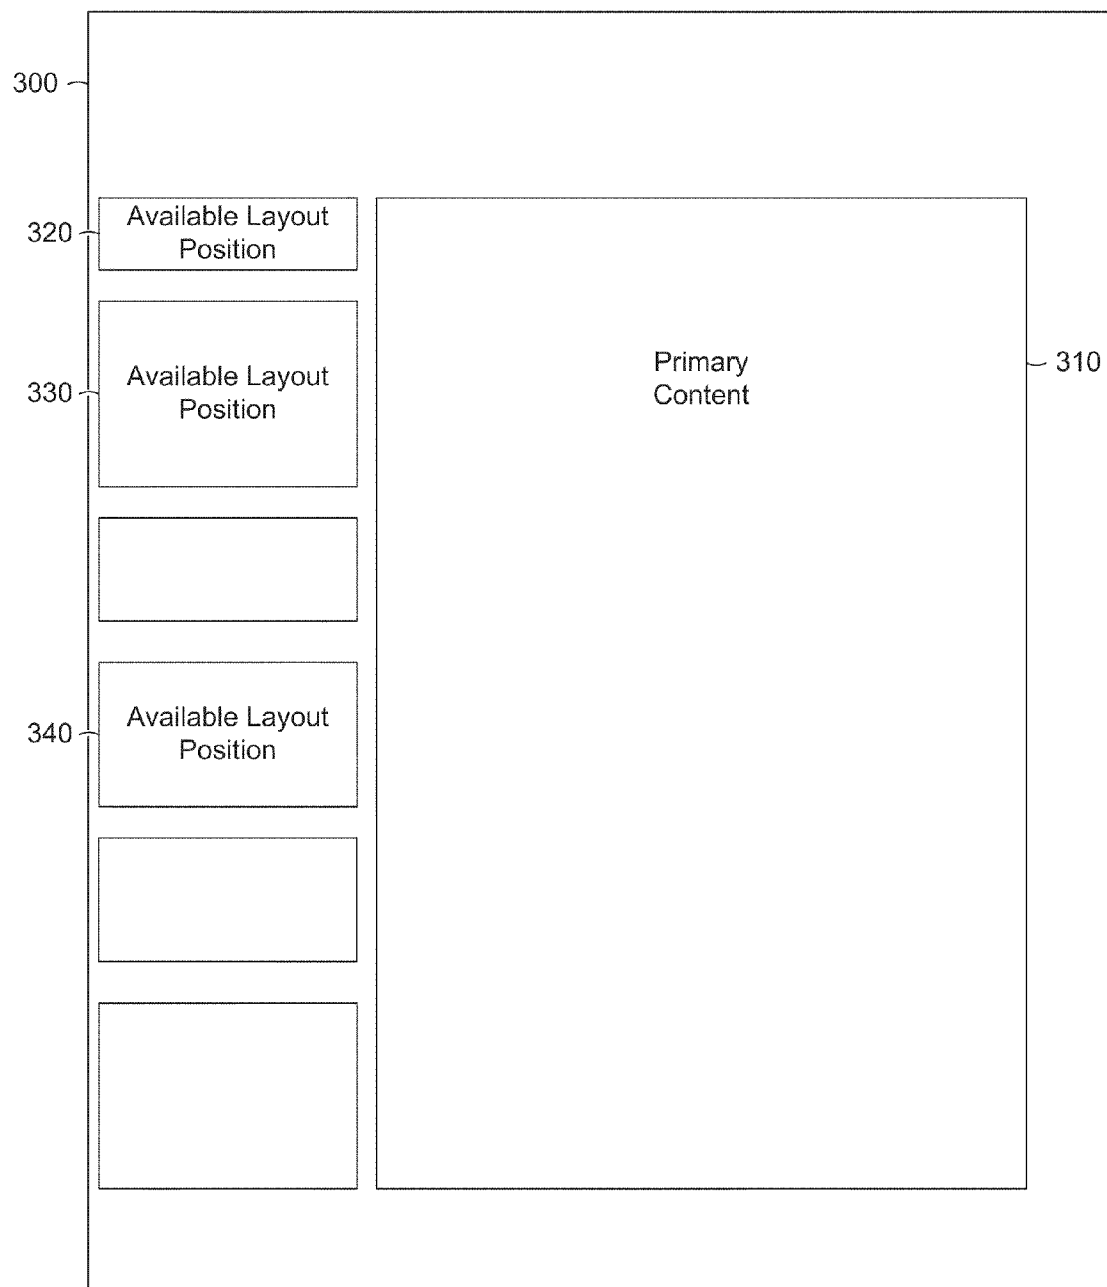 300
320
Available Layout
Position
330
Available Layout
Position
Primary
Content
310
340
Available Layout
Position